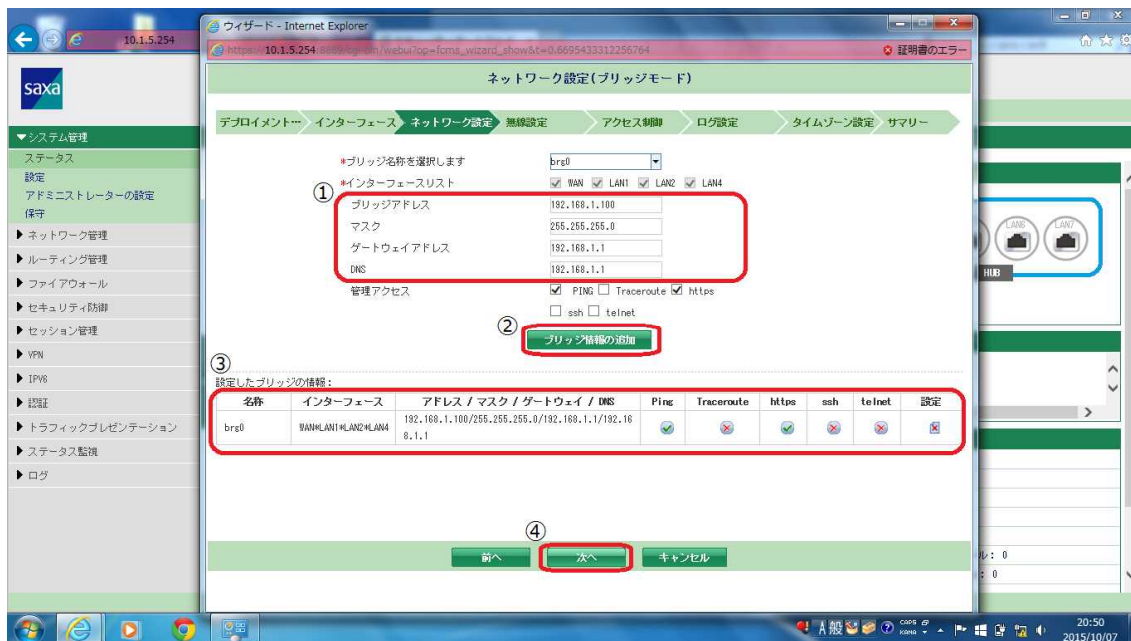 ウィザード - Internet Explorer
10.1.5.254
証明書のエラー
saxa
ネットワーク設定(ブリッジモード)
デプロイメント… インターフェース ネットワーク設定 無線設定 アクセス制御 ログ設定 タイムゾーン設定 サマリー
▼システム管理
ステータス
設定
アドミニストレーターの設定
保守
▶ ネットワーク管理
▶ ルーティング管理
▶ ファイアウォール
▶ セキュリティ防御
▶ セッション管理
▶ VPN
▶ IPV6
▶ 認証
▶ トラフィックプレゼンテーション
▶ ステータス監視
▶ ログ
*ブリッジ名称を選択します brg0
*インターフェースリスト WAN LAN1 LAN2 LAN4
①
ブリッジアドレス 192.168.1.100
マスク 255.255.255.0
ゲートウェイアドレス 192.168.1.1
DNS 192.168.1.1
管理アクセス PING Traceroute https
ssh telnet
②
ブリッジ情報の追加
③
設定したブリッジの情報：
名称 インターフェース アドレス / マスク / ゲートウェイ / DNS Ping Traceroute https ssh telnet 設定
brg0 WAN*LAN1*LAN2*LAN4 192.168.1.100/255.255.255.0/192.168.1.1/192.16
8.1.1
④
前へ 次へ キャンセル
LAN6 LAN7
HUB
ル： 0
： 0
A 般 CAPS KANA
20:50
2015/10/07